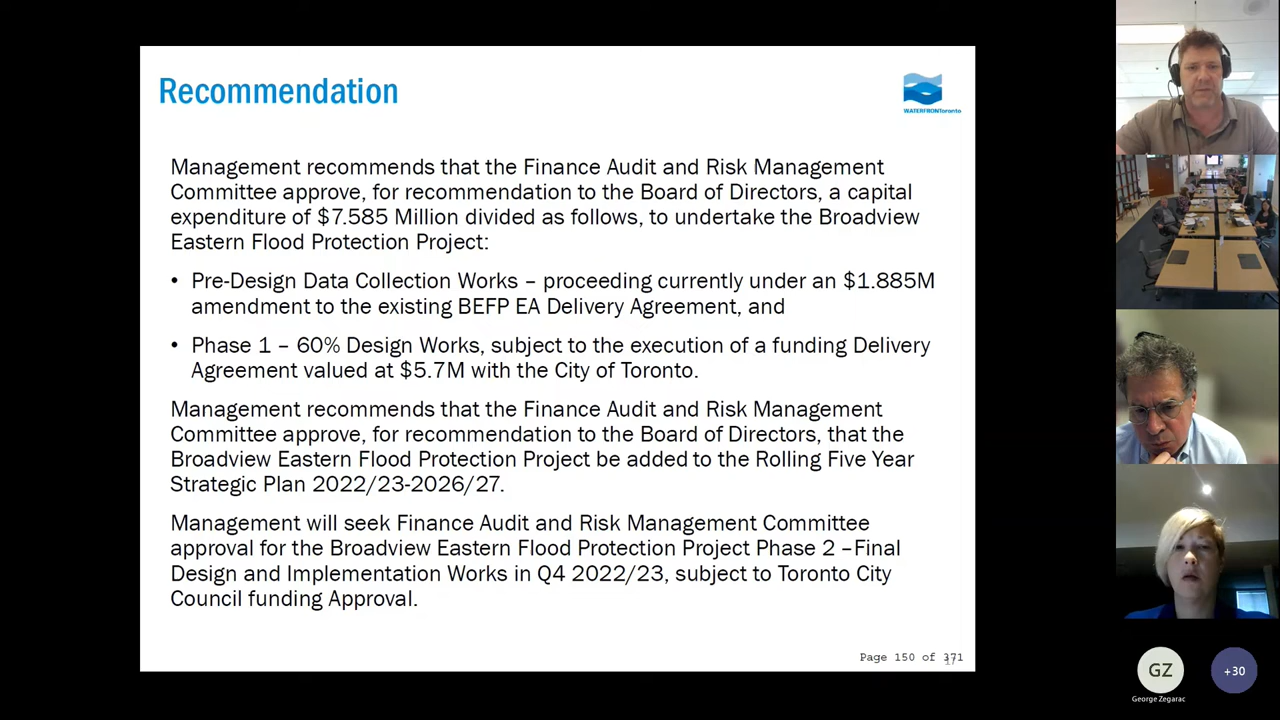 Recommendation
WATERFRONToronto
Management recommends that the Finance Audit and Risk Management
Committee approve, for recommendation to the Board of Directors, a capital
expenditure of $7.585 Million divided as follows, to undertake the Broadview
Eastern Flood Protection Project:
• Pre-Design Data Collection Works – proceeding currently under an $1.885M
amendment to the existing BEFP EA Delivery Agreement, and
• Phase 1 – 60% Design Works, subject to the execution of a funding Delivery
Agreement valued at $5.7M with the City of Toronto.
Management recommends that the Finance Audit and Risk Management
Committee approve, for recommendation to the Board of Directors, that the
Broadview Eastern Flood Protection Project be added to the Rolling Five Year
Strategic Plan 2022/23-2026/27.
Management will seek Finance Audit and Risk Management Committee
approval for the Broadview Eastern Flood Protection Project Phase 2 –Final
Design and Implementation Works in Q4 2022/23, subject to Toronto City
Council funding Approval.
Page 150 of 371
17
GZ
+30
George Zegarac